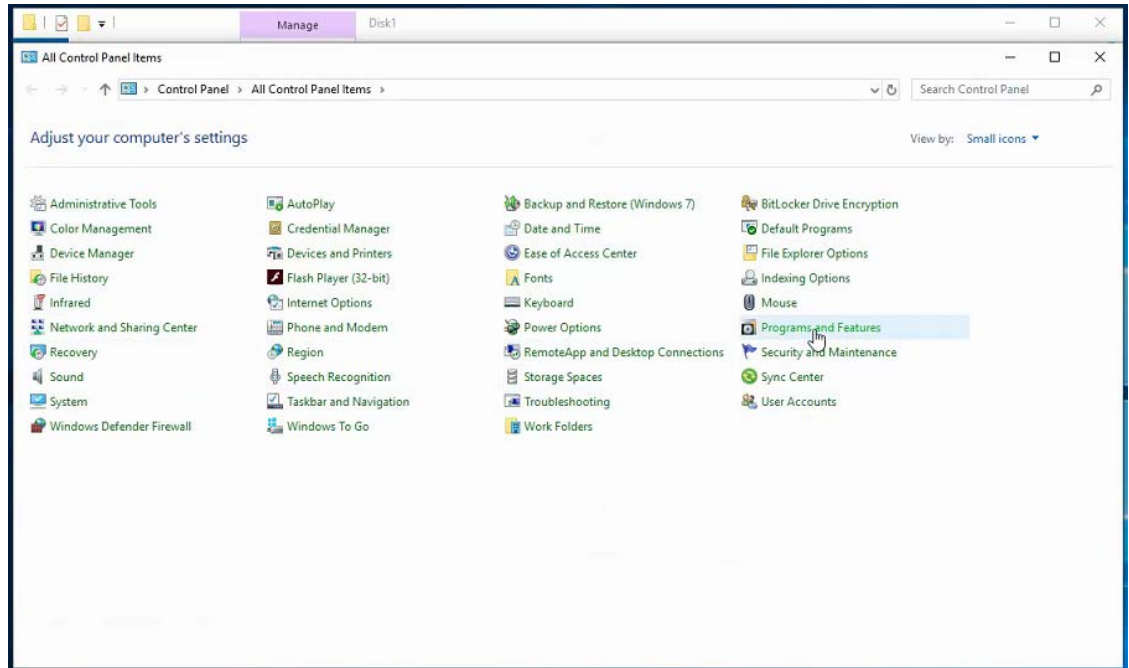 Manage Disk1
All Control Panel Items
Control Panel > All Control Panel Items >
Search Control Panel
Adjust your computer's settings
View by: Small icons
Administrative Tools AutoPlay Backup and Restore (Windows 7) BitLocker Drive Encryption
Color Management Credential Manager Date and Time Default Programs
Device Manager Devices and Printers Ease of Access Center File Explorer Options
File History Flash Player (32-bit) Fonts Indexing Options
Infrared Internet Options Keyboard Mouse
Network and Sharing Center Phone and Modem Power Options Programs and Features
Recovery Region RemoteApp and Desktop Connections Security and Maintenance
Sound Speech Recognition Storage Spaces Sync Center
System Taskbar and Navigation Troubleshooting User Accounts
Windows Defender Firewall Windows To Go Work Folders